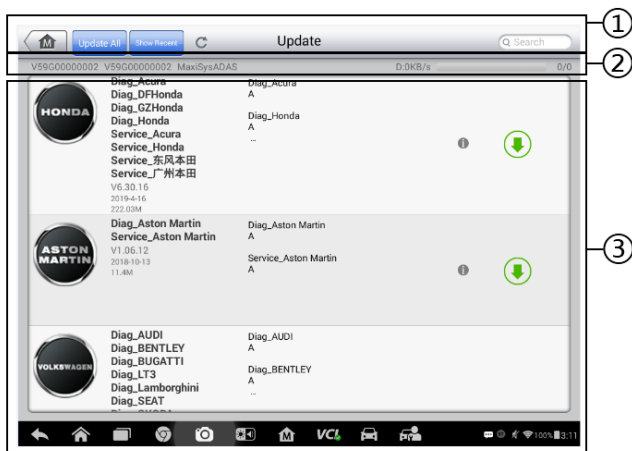 Update All
Show Recent
Update
Search
①
V59G00000002 V59G00000002 MaxiSysADAS D:0KB/s 0/0
②
HONDA
Diag_Acura
Diag_DFHonda
Diag_GZHonda
Diag_Honda
Service_Acura
Service_Honda
Service_东风本田
Service_广州本田
V6.30.16
2019-4-16
222.03M
Diag_Acura
A
Diag_Honda
A
...
ASTON
MARTIN
Diag_Aston Martin
Service_Aston Martin
V1.06.12
2018-10-13
11.4M
Diag_Aston Martin
A
Service_Aston Martin
A
③
VOLKSWAGEN
Diag_AUDI
Diag_BENTLEY
Diag_BUGATTI
Diag_LT3
Diag_Lamborghini
Diag_SEAT
Diag_SKODA
Diag_AUDI
A
Diag_BENTLEY
A
...
VCI
100% 3:11